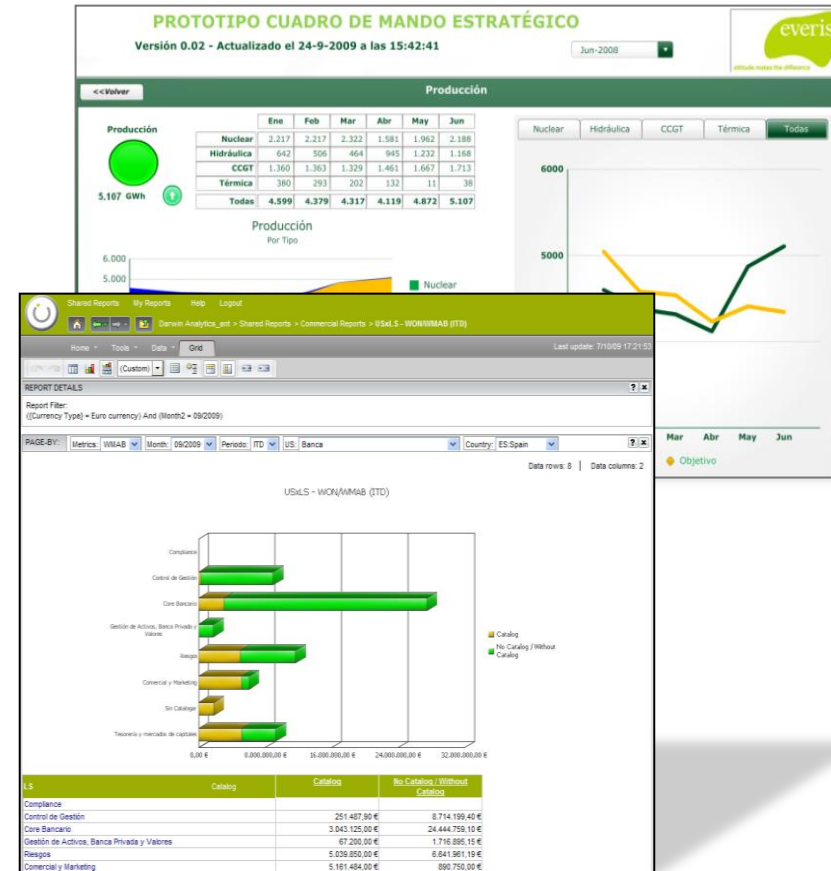 PROTOTIPO CUADRO DE MANDO ESTRATÉGICO
Versión 0.02 - Actualizado el 24-9-2009 a las 15:42:41
Jun-2008
everis
attitude makes the difference
<<Volver
Producción
Producción
5.107 GWh
Ene Feb Mar Abr May Jun
Nuclear 2.217 2.217 2.322 1.581 1.962 2.188
Hidráulica 642 506 464 945 1.232 1.168
CCGT 1.360 1.363 1.329 1.461 1.667 1.713
Térmica 380 293 202 132 11 38
Todas 4.599 4.379 4.317 4.119 4.872 5.107
Nuclear Hidráulica CCGT Térmica Todas
Producción
Por Tipo
6.000
5.000
Nuclear
6000
5000
Mar Abr May Jun
Objetivo
Shared Reports My Reports Help Logout
Darwin Analytics_ent > Shared Reports > Commercial Reports > USxLS - WON/WMAB (ITD)
Home Tools Data Grid
Last update: 7/10/09 17:21:53
(Custom)
REPORT DETAILS
Report Filter:
({Currency Type} = Euro currency) And (Month2 = 09/2009)
PAGE-BY: Metrics: WMAB Month: 09/2009 Periodo: ITD US: Banca Country: ES:Spain
Data rows: 8 Data columns: 2
USxLS - WON/WMAB (ITD)
Compliance
Control de Gestión
Core Bancario
Gestión de Activos, Banca Privada y
Valores
Riesgos
Comercial y Marketing
Sin Catalogar
Tesorería y mercados de capitales
0,00 € 8.000.000,00 € 16.000.000,00 € 24.000.000,00 € 32.000.000,00 €
Catalog
No Catalog / Without
Catalog
LS Catalog Catalog No Catalog / Without
Catalog
Compliance
Control de Gestión 251.487,90 € 8.714.199,40 €
Core Bancario 3.043.125,00 € 24.444.759,10 €
Gestión de Activos, Banca Privada y Valores 67.200,00 € 1.716.895,15 €
Riesgos 5.039.850,00 € 6.641.961,19 €
Comercial y Marketing 5.161.484,00 € 890.750,00 €